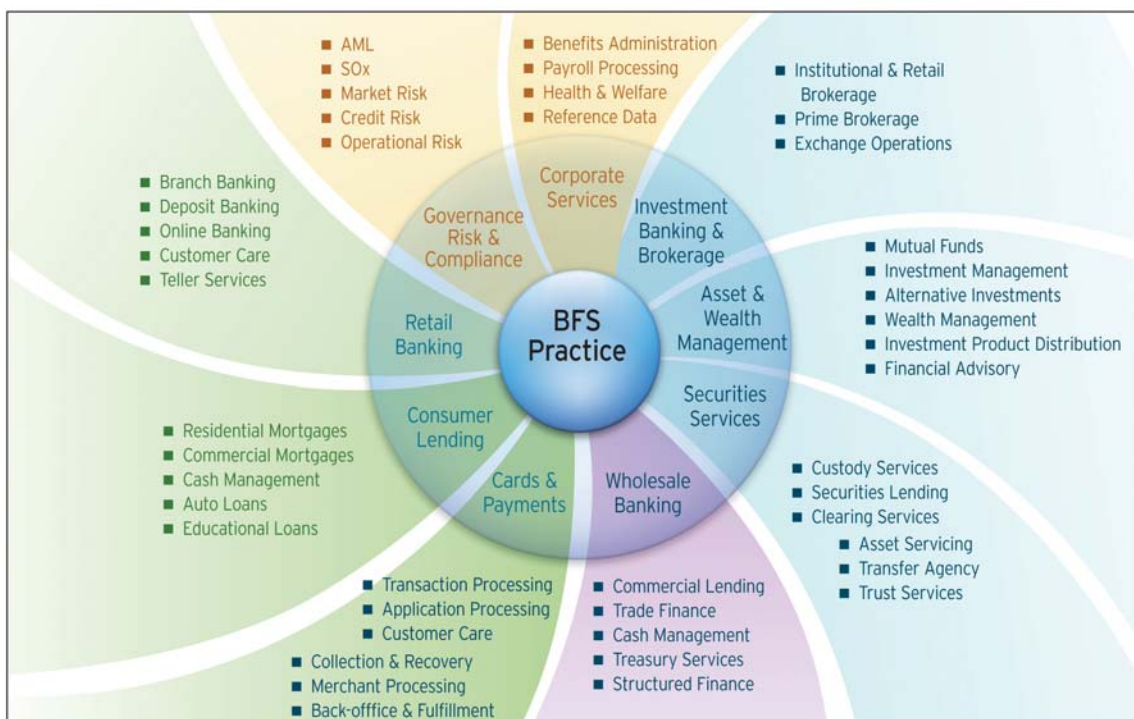 BFS
Practice
Corporate
Services
■ Benefits Administration
■ Payroll Processing
■ Health & Welfare
■ Reference Data
Investment
Banking &
Brokerage
■ Institutional & Retail
Brokerage
■ Prime Brokerage
■ Exchange Operations
Asset &
Wealth
Management
■ Mutual Funds
■ Investment Management
■ Alternative Investments
■ Wealth Management
■ Investment Product Distribution
■ Financial Advisory
Securities
Services
■ Custody Services
■ Securities Lending
■ Clearing Services
■ Asset Servicing
■ Transfer Agency
■ Trust Services
Wholesale
Banking
■ Commercial Lending
■ Trade Finance
■ Cash Management
■ Treasury Services
■ Structured Finance
Cards &
Payments
■ Transaction Processing
■ Application Processing
■ Customer Care
■ Collection & Recovery
■ Merchant Processing
■ Back-offfice & Fulfillment
Consumer
Lending
■ Residential Mortgages
■ Commercial Mortgages
■ Cash Management
■ Auto Loans
■ Educational Loans
Retail
Banking
■ Branch Banking
■ Deposit Banking
■ Online Banking
■ Customer Care
■ Teller Services
Governance
Risk &
Compliance
■ AML
■ SOx
■ Market Risk
■ Credit Risk
■ Operational Risk